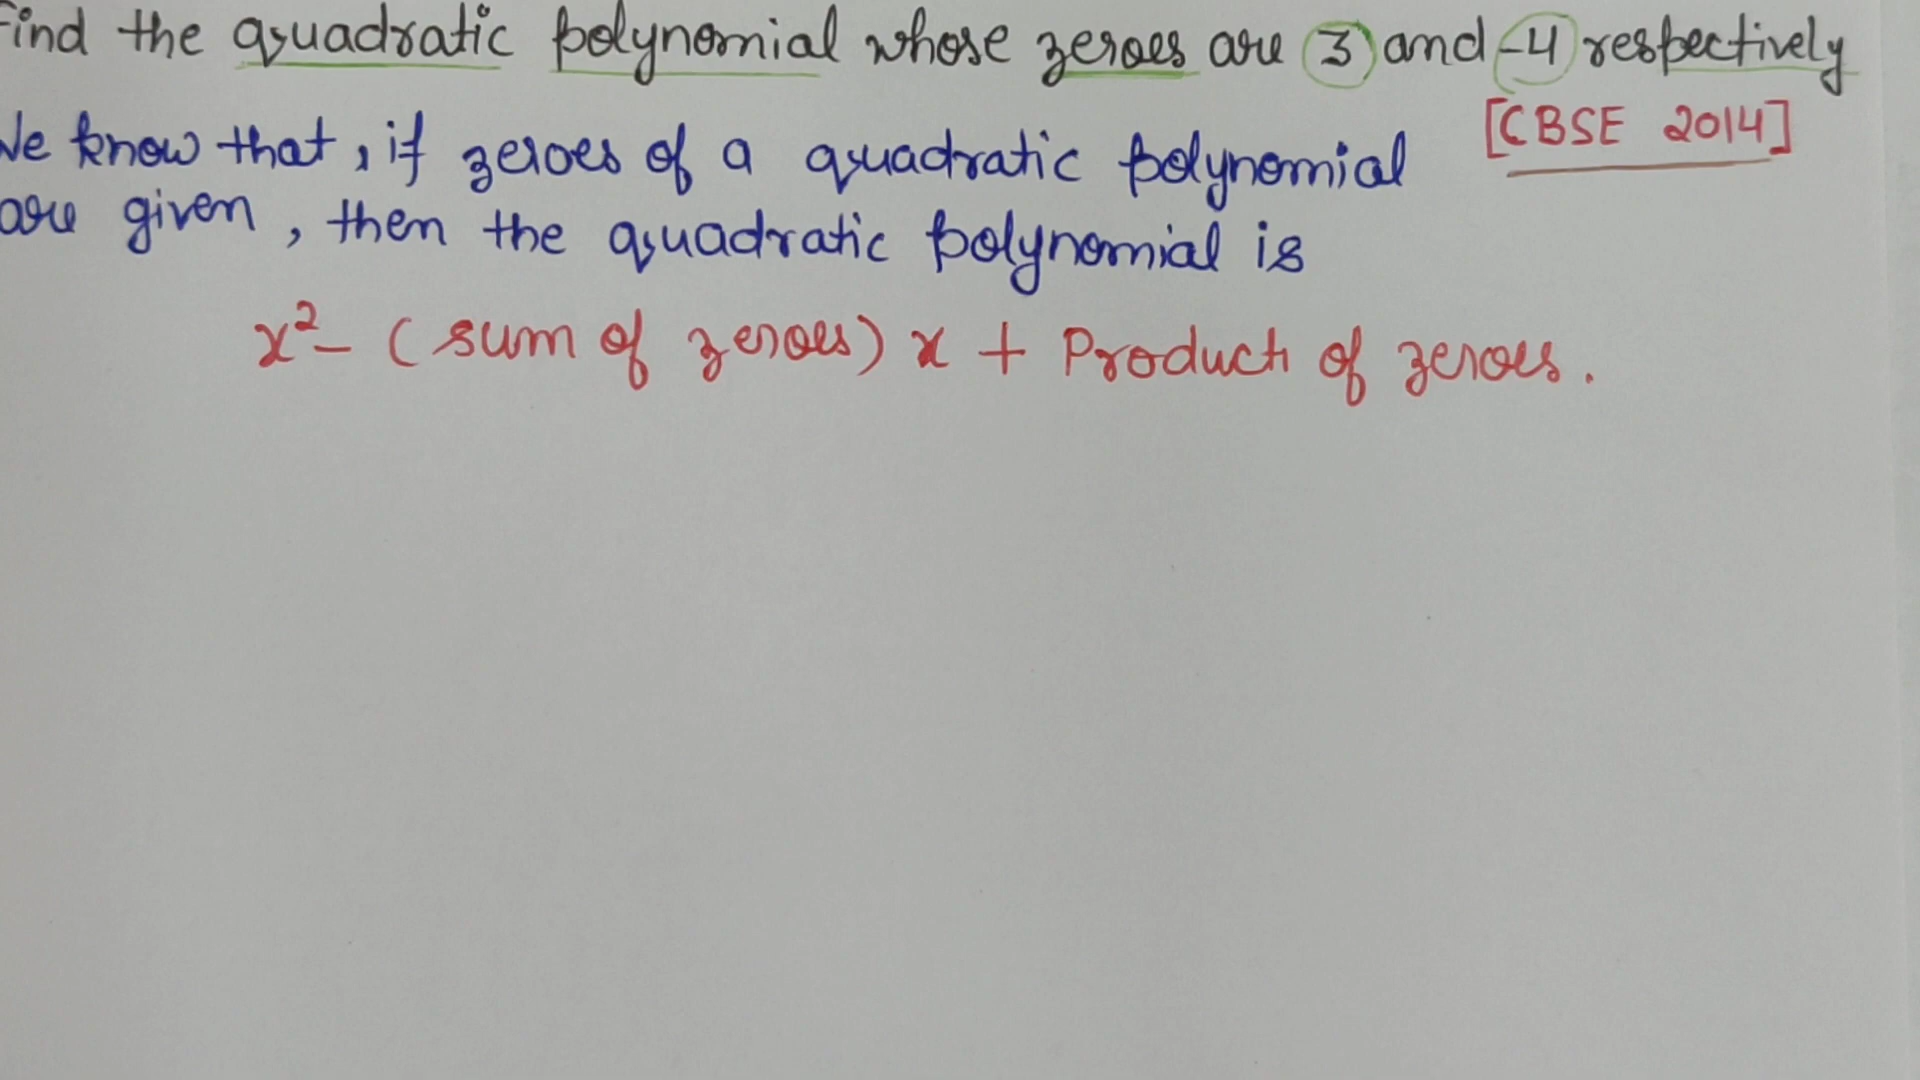 Find the quadratic polynomial whose zeroes are 3 and -4 respectively
[CBSE 2014]
We know that, if zeroes of a quadratic polynomial
are given, then the quadratic polynomial is
x² - (sum of zeroes) x + Product of zeroes.